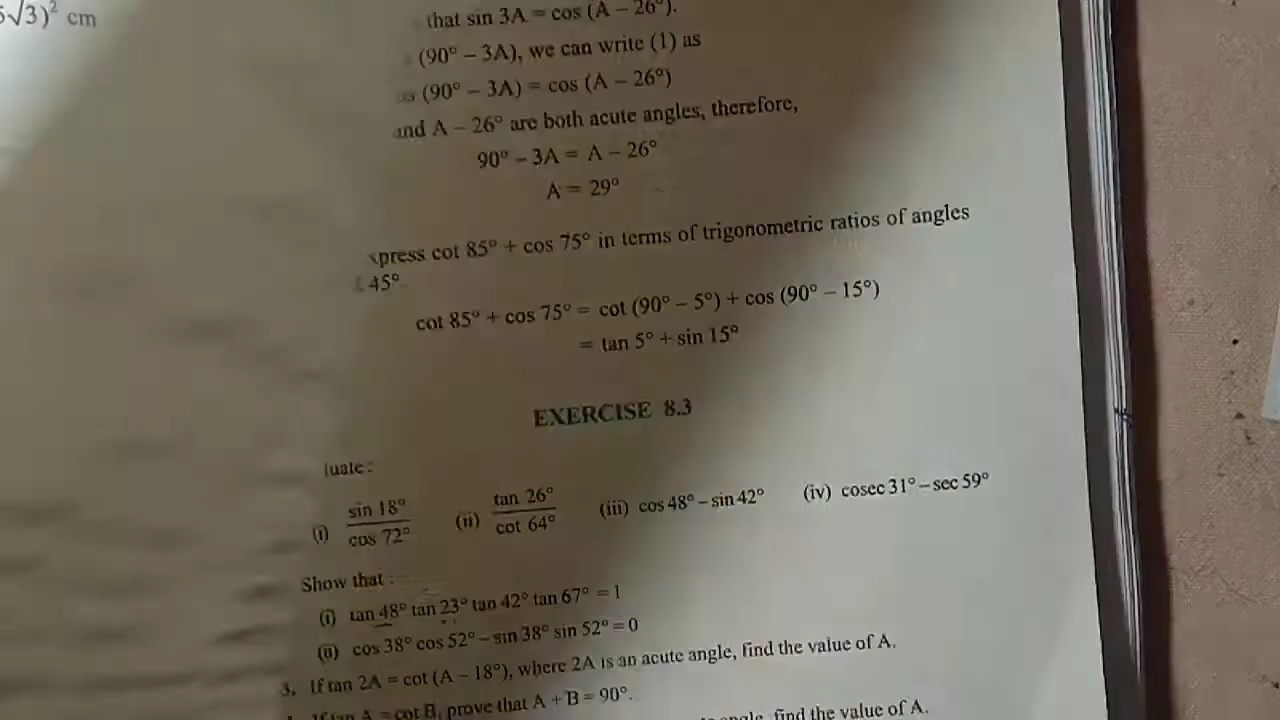 √3)² cm
that sin 3A = cos (A – 26°).
(90° – 3A), we can write (1) as
(90° – 3A) = cos (A – 26°)
and A – 26° are both acute angles, therefore,
90° – 3A = A – 26°
A = 29°
xpress cot 85° + cos 75° in terms of trigonometric ratios of angles
45°
cot 85° + cos 75° = cot (90° – 5°) + cos (90° – 15°)
= tan 5° + sin 15°
EXERCISE 8.3
luate :
(i) sin 18° / cos 72° (ii) tan 26° / cot 64° (iii) cos 48° – sin 42° (iv) cosec 31° – sec 59°
Show that :
(i) tan 48° tan 23° tan 42° tan 67° = 1
(ii) cos 38° cos 52° – sin 38° sin 52° = 0
3. If tan 2A = cot (A – 18°), where 2A is an acute angle, find the value of A.
If tan A = cot B, prove that A + B = 90°.
angle, find the value of A.